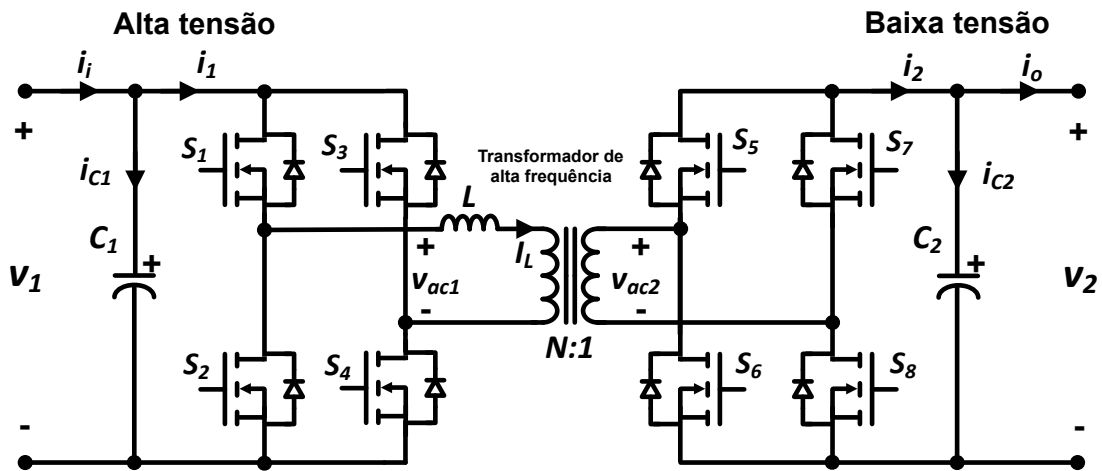 Alta tensão
Baixa tensão
i_i
i_1
i_2
i_o
+
+
S_1
S_3
S_5
S_7
Transformador de
alta frequência
i_C1
i_C2
L
C_1
+
+
I_L
+
C_2
+
v_1
v_ac1
v_ac2
v_2
-
-
N:1
S_2
S_4
S_6
S_8
-
-